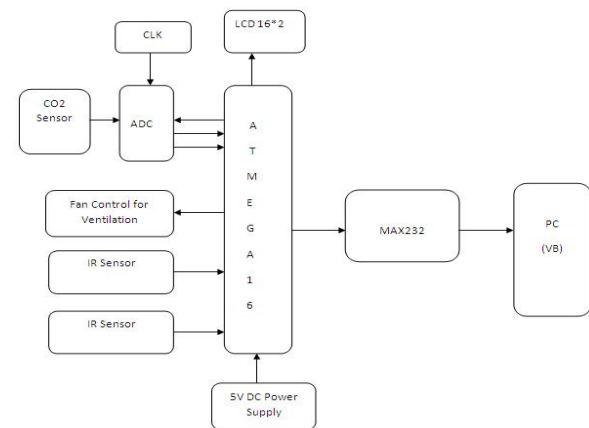 LCD 16*2
CLK
CO2
Sensor
ADC
A
T
M
E
G
A
1
6
Fan Control for
Ventilation
IR Sensor
IR Sensor
MAX232
PC
(VB)
5V DC Power
Supply